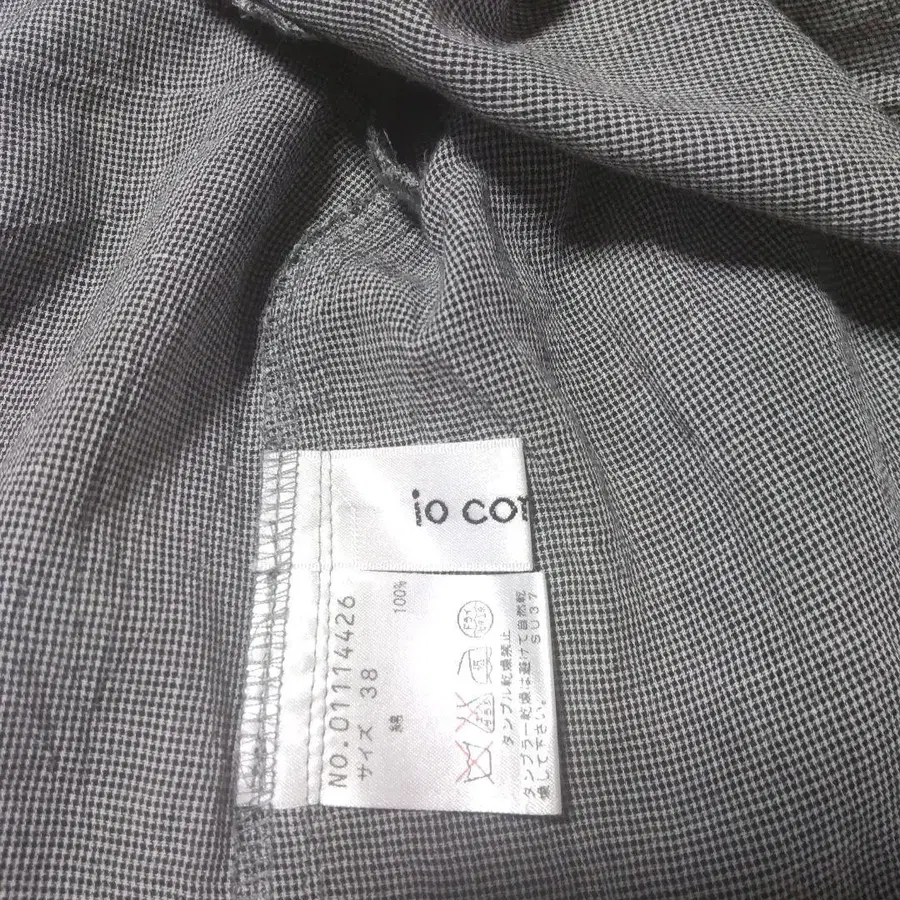 io co
NO.01114426
サイズ 38
綿 100%
ドライ
タンブル乾燥禁止
タンブラー乾燥は避けて自然乾
燥して下さい。 SU37